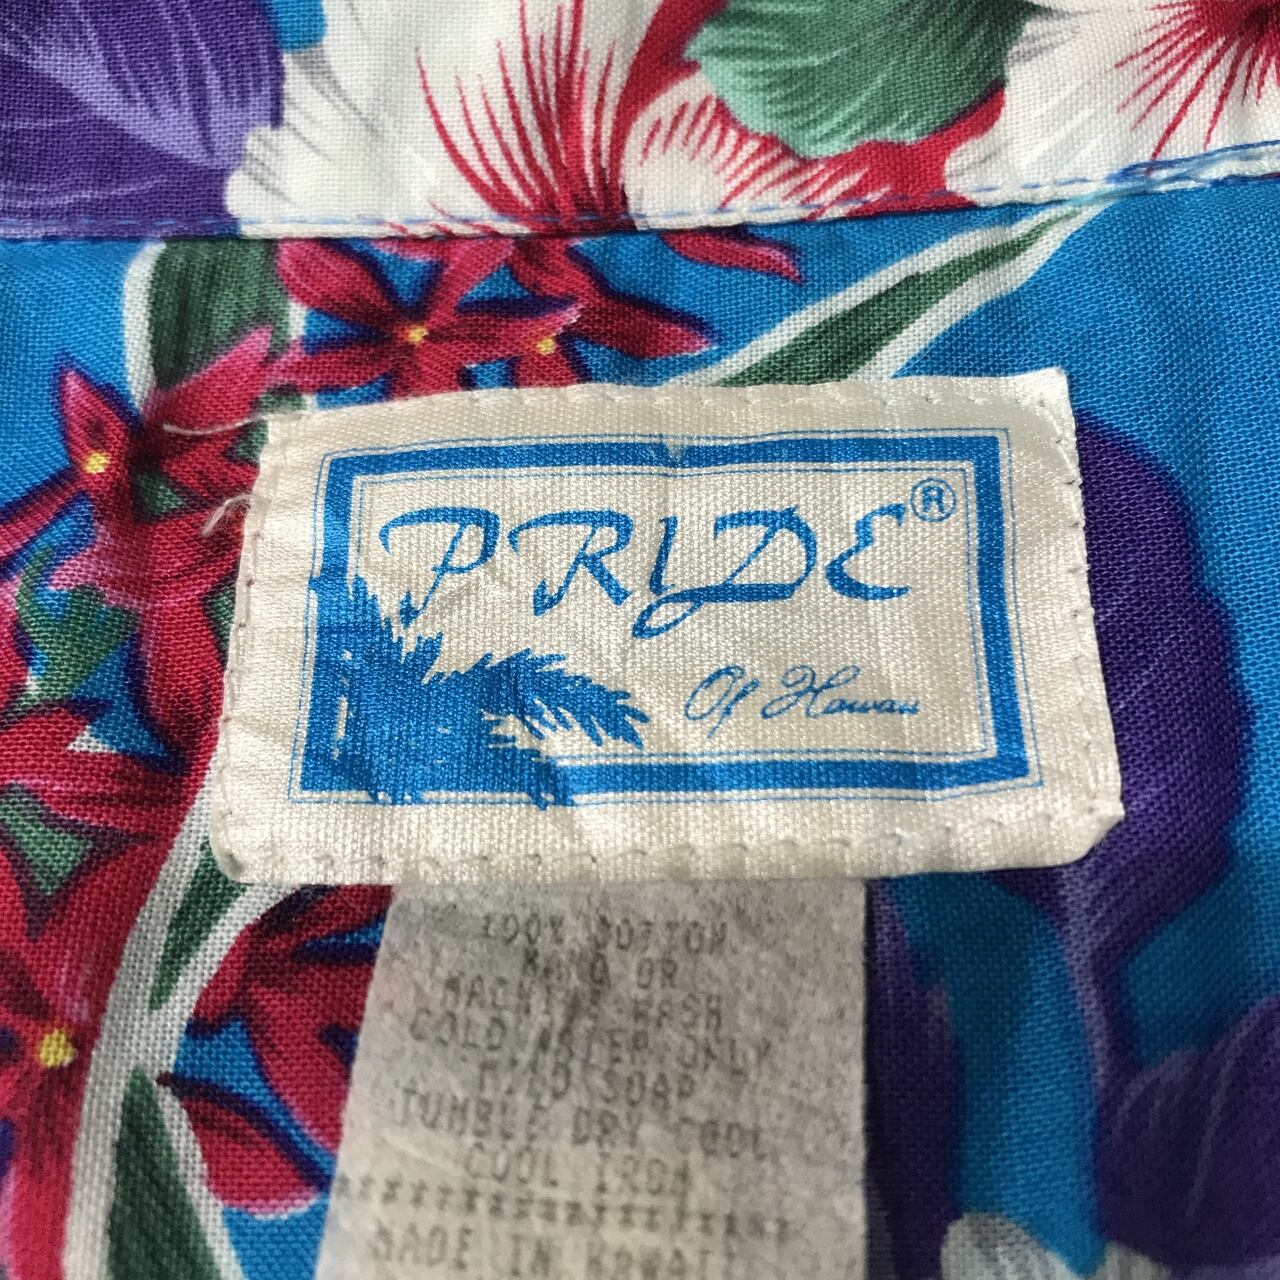 PRIDE®
Of Hawaii
100% COTTON
HAND OR
MACHINE WASH
COLD WATER ONLY
MILD SOAP
TUMBLE DRY COOL
COOL IRON
MADE IN HAWAII